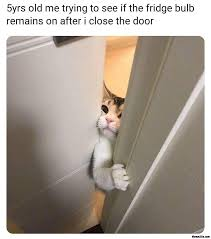 5yrs old me trying to see if the fridge bulb
remains on after i close the door